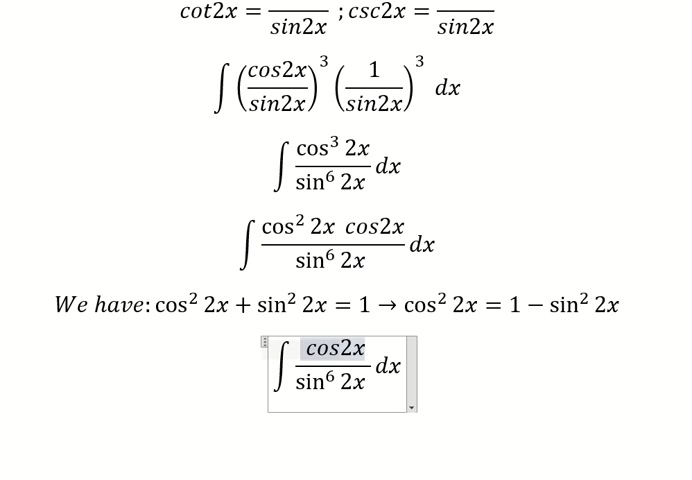 cot2x = / sin2x ; csc2x = / sin2x
∫ (cos2x / sin2x)³ (1 / sin2x)³ dx
∫ cos³ 2x / sin⁶ 2x dx
∫ cos² 2x cos2x / sin⁶ 2x dx
We have: cos² 2x + sin² 2x = 1 → cos² 2x = 1 − sin² 2x
∫ cos2x / sin⁶ 2x dx